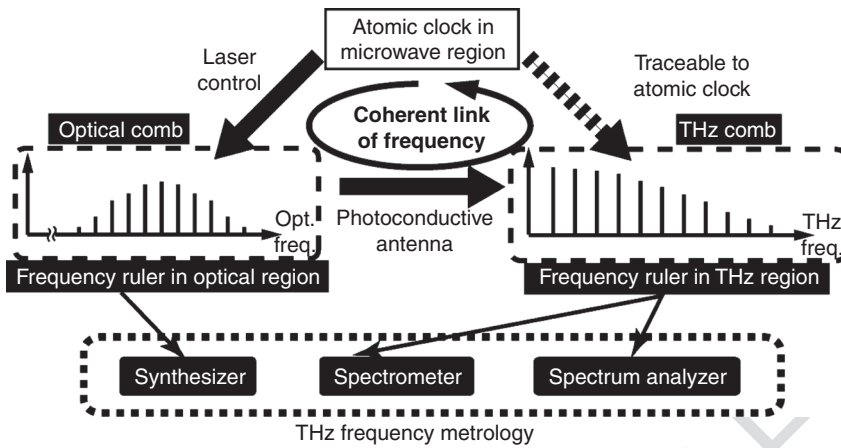 Atomic clock in
microwave region
Laser
control
Traceable to
atomic clock
Coherent link
of frequency
Optical comb
THz comb
Opt.
freq.
Photoconductive
antenna
THz
freq.
Frequency ruler in optical region
Frequency ruler in THz region
Synthesizer
Spectrometer
Spectrum analyzer
THz frequency metrology